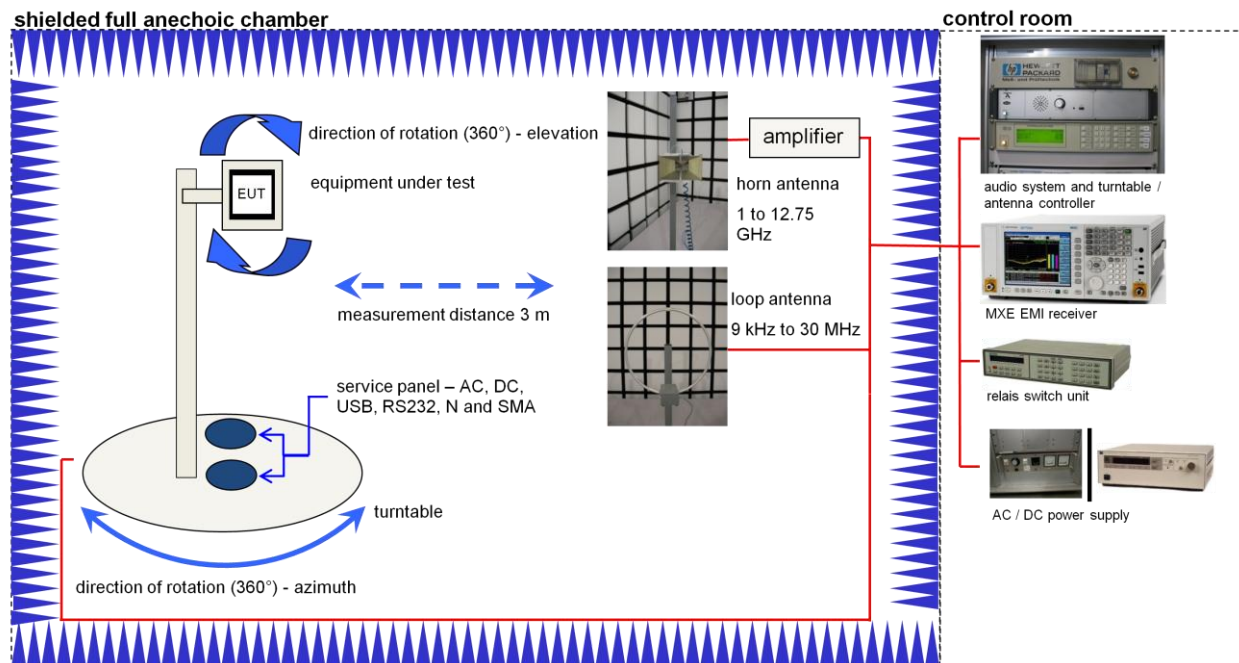 shielded full anechoic chamber
control room
direction of rotation (360°) - elevation
equipment under test
EUT
measurement distance 3 m
service panel – AC, DC,
USB, RS232, N and SMA
turntable
direction of rotation (360°) - azimuth
amplifier
horn antenna
1 to 12.75
GHz
loop antenna
9 kHz to 30 MHz
hp
HEWLETT
PACKARD
audio system and turntable /
antenna controller
MXE EMI receiver
relais switch unit
AC / DC power supply